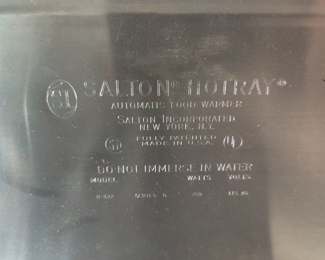 SALTON® HOTRAY®
AUTOMATIC FOOD WARMER
SALTON INCORPORATED
NEW YORK, N.Y.
FULLY PATENTED
MADE IN U.S.A.
DO NOT IMMERSE IN WATER
MODEL WATTS VOLTS
SERIES